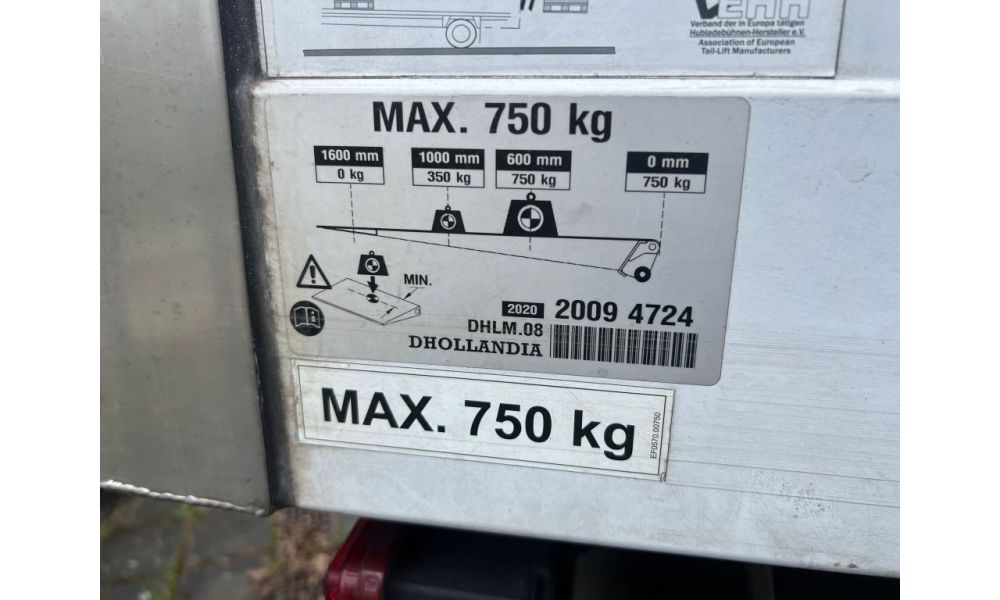 Verband der in Europa tätigen
Hubladebühnen-Hersteller e.V.
Association of European
Tail-Lift Manufacturers
MAX. 750 kg
1600 mm 1000 mm 600 mm 0 mm
0 kg 350 kg 750 kg 750 kg
MIN.
2020 2009 4724
DHLM.08
DHOLLANDIA
MAX. 750 kg
EF0570.00750